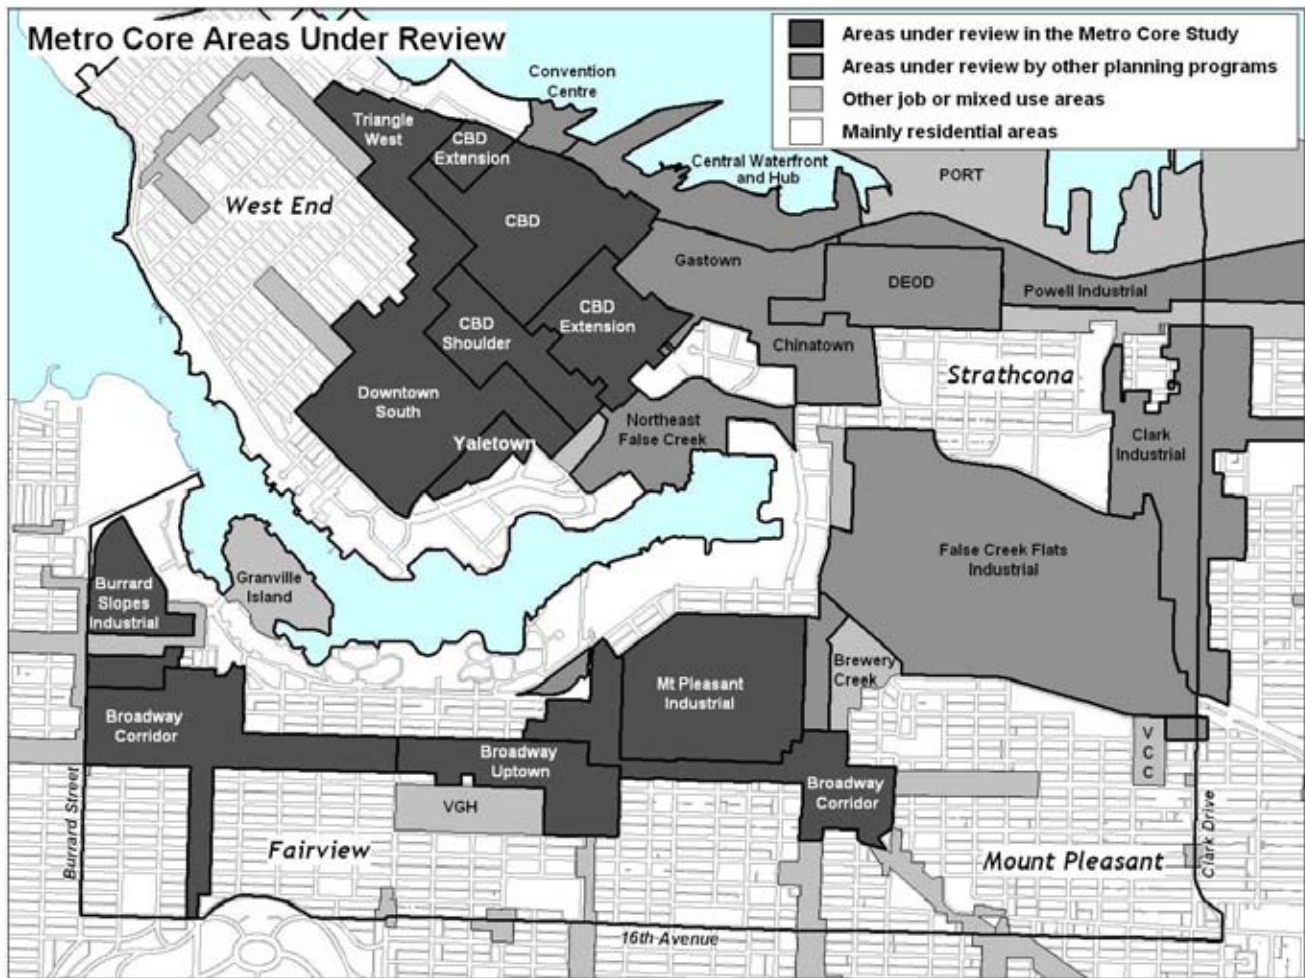 Metro Core Areas Under Review
Areas under review in the Metro Core Study
Areas under review by other planning programs
Other job or mixed use areas
Mainly residential areas
Convention
Centre
Triangle
West
CBD
Extension
Central Waterfront
and Hub
PORT
West End
CBD
Gastown
DEOD
Powell Industrial
CBD
Extension
CBD
Shoulder
Chinatown
Strathcona
Downtown
South
Yaletown
Northeast
False Creek
Clark
Industrial
False Creek Flats
Industrial
Burrard
Slopes
Industrial
Granville
Island
Mt Pleasant
Industrial
Brewery
Creek
Broadway
Corridor
Broadway
Uptown
V
C
C
Broadway
Corridor
VGH
Burrard Street
Fairview
Mount Pleasant
Clark Drive
16th Avenue